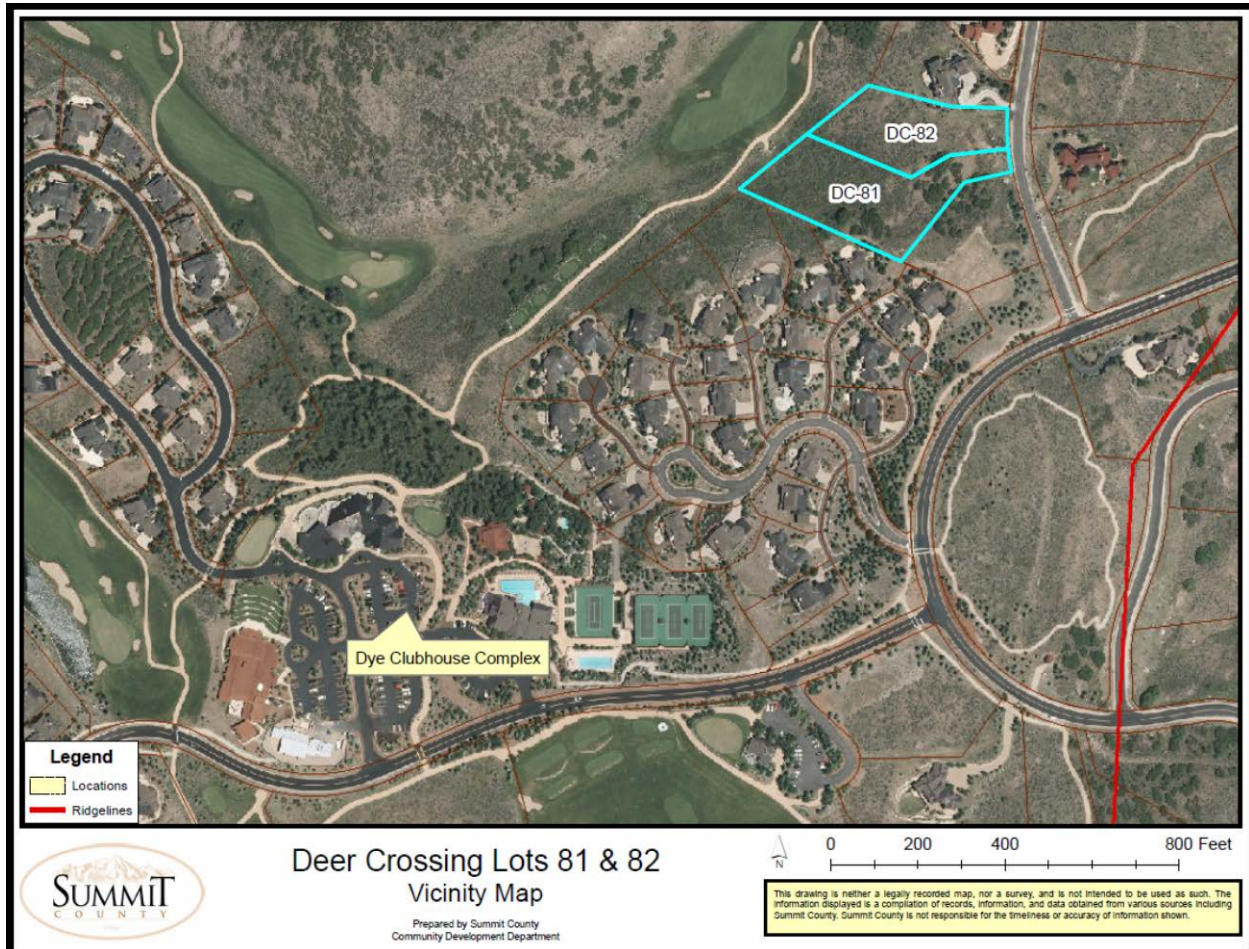 DC-82
DC-81
Dye Clubhouse Complex
Legend
Locations
Ridgelines
SUMMIT
COUNTY
Deer Crossing Lots 81 & 82
Vicinity Map
Prepared by Summit County
Community Development Department
N
0 200 400 800 Feet
This drawing is neither a legally recorded map, nor a survey, and is not intended to be used as such. The
information displayed is a compilation of records, information, and data obtained from various sources including
Summit County. Summit County is not responsible for the timeliness or accuracy of information shown.